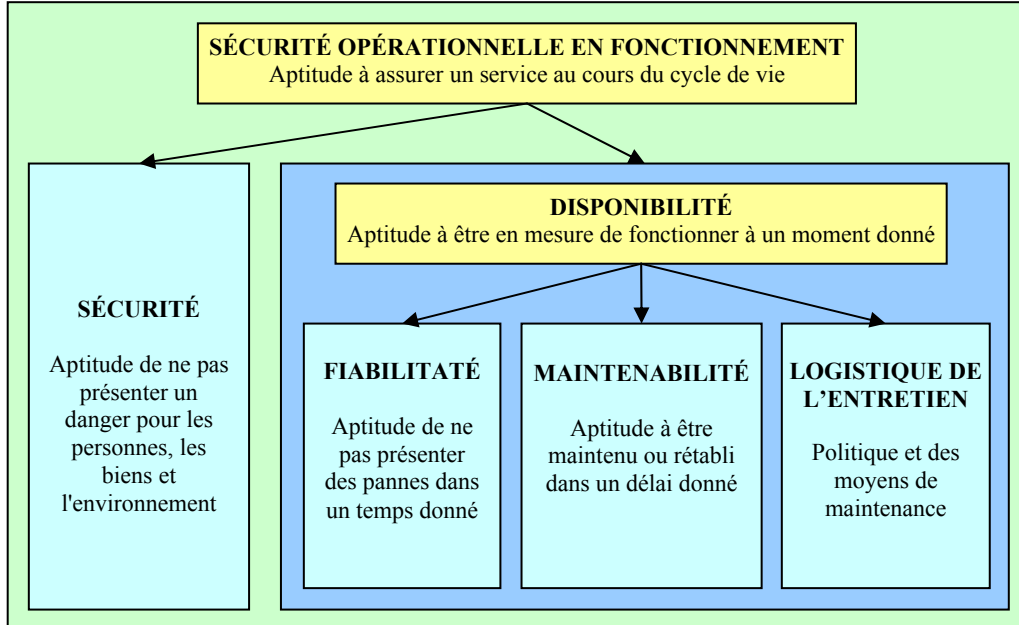 SÉCURITÉ OPÉRATIONNELLE EN FONCTIONNEMENT
Aptitude à assurer un service au cours du cycle de vie
SÉCURITÉ
Aptitude de ne pas
présenter un
danger pour les
personnes, les
biens et
l'environnement
DISPONIBILITÉ
Aptitude à être en mesure de fonctionner à un moment donné
FIABILITATÉ
Aptitude de ne
pas présenter
des pannes dans
un temps donné
MAINTENABILITÉ
Aptitude à être
maintenu ou rétabli
dans un délai donné
LOGISTIQUE DE
L’ENTRETIEN
Politique et des
moyens de
maintenance